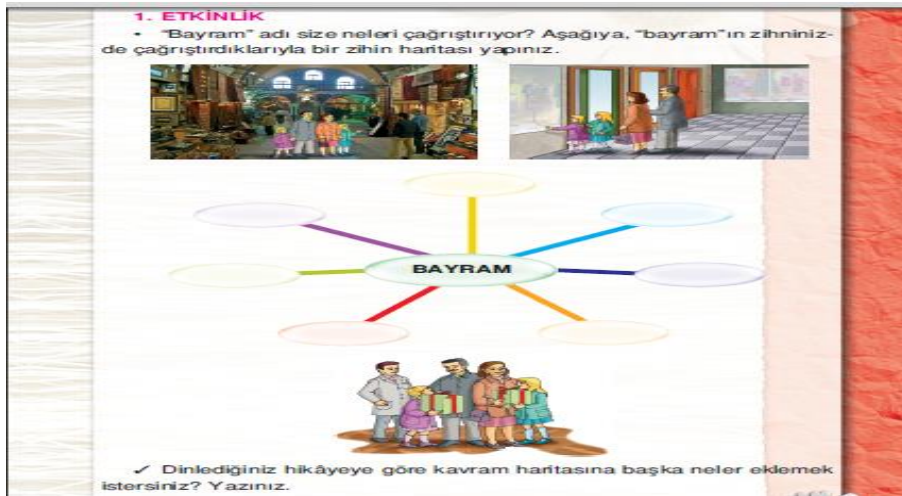 1. ETKİNLİK
• "Bayram" adı size neleri çağrıştırıyor? Aşağıya, "bayram"ın zihniniz-
de çağrıştırdıklarıyla bir zihin haritası yapınız.
BAYRAM
✓ Dinlediğiniz hikâyeye göre kavram haritasına başka neler eklemek
istersiniz? Yazınız.